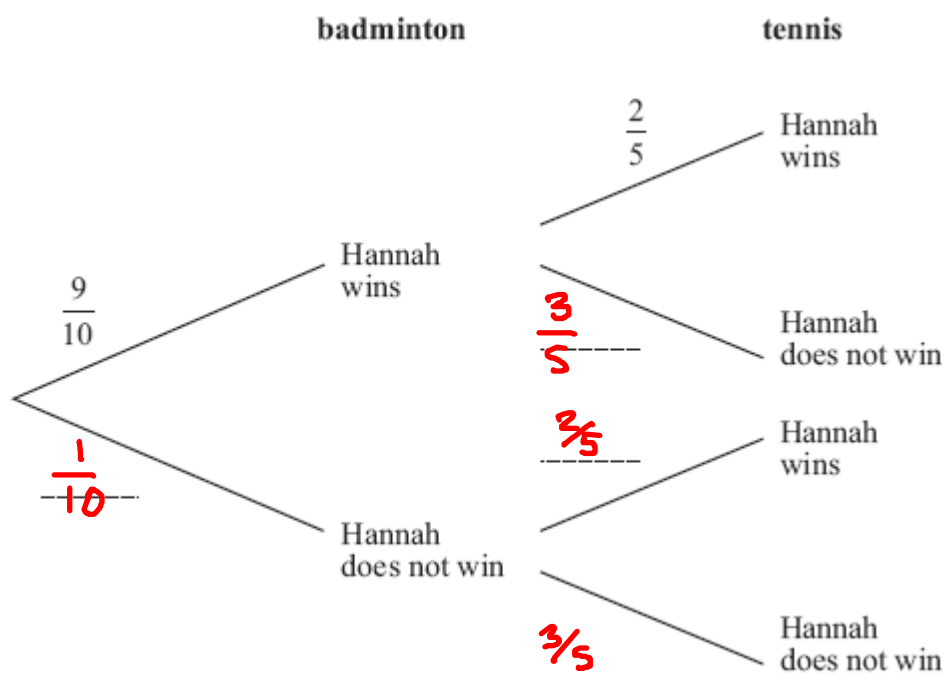 badminton tennis
2
5
Hannah
wins
Hannah
wins
9
10
3
5
Hannah
does not win
2/5
Hannah
wins
1
10
Hannah
does not win
3/5
Hannah
does not win